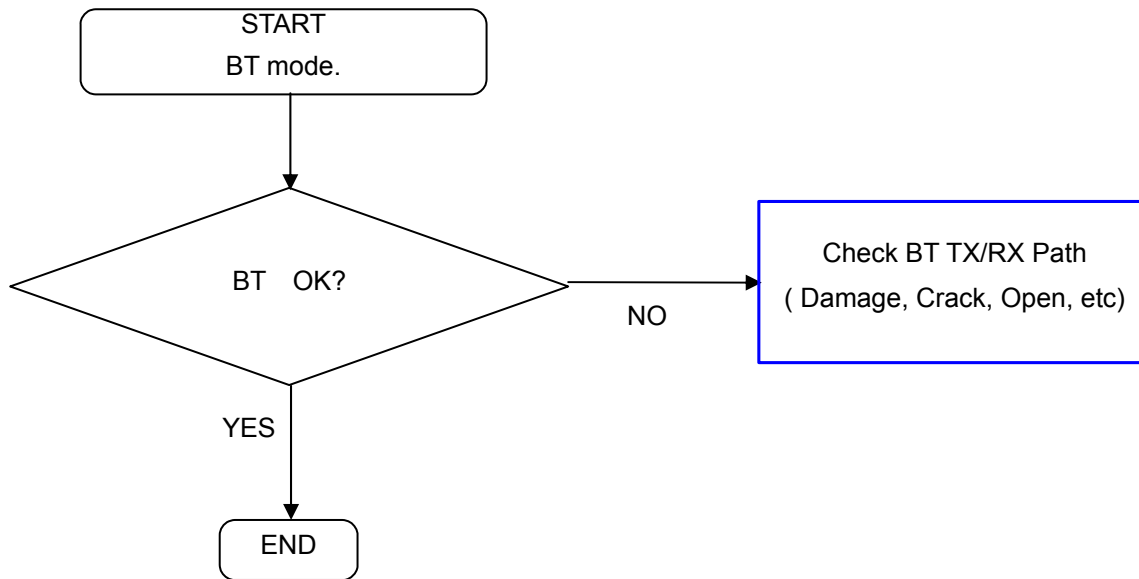 START
BT mode.
BT OK?
NO
Check BT TX/RX Path
( Damage, Crack, Open, etc)
YES
END